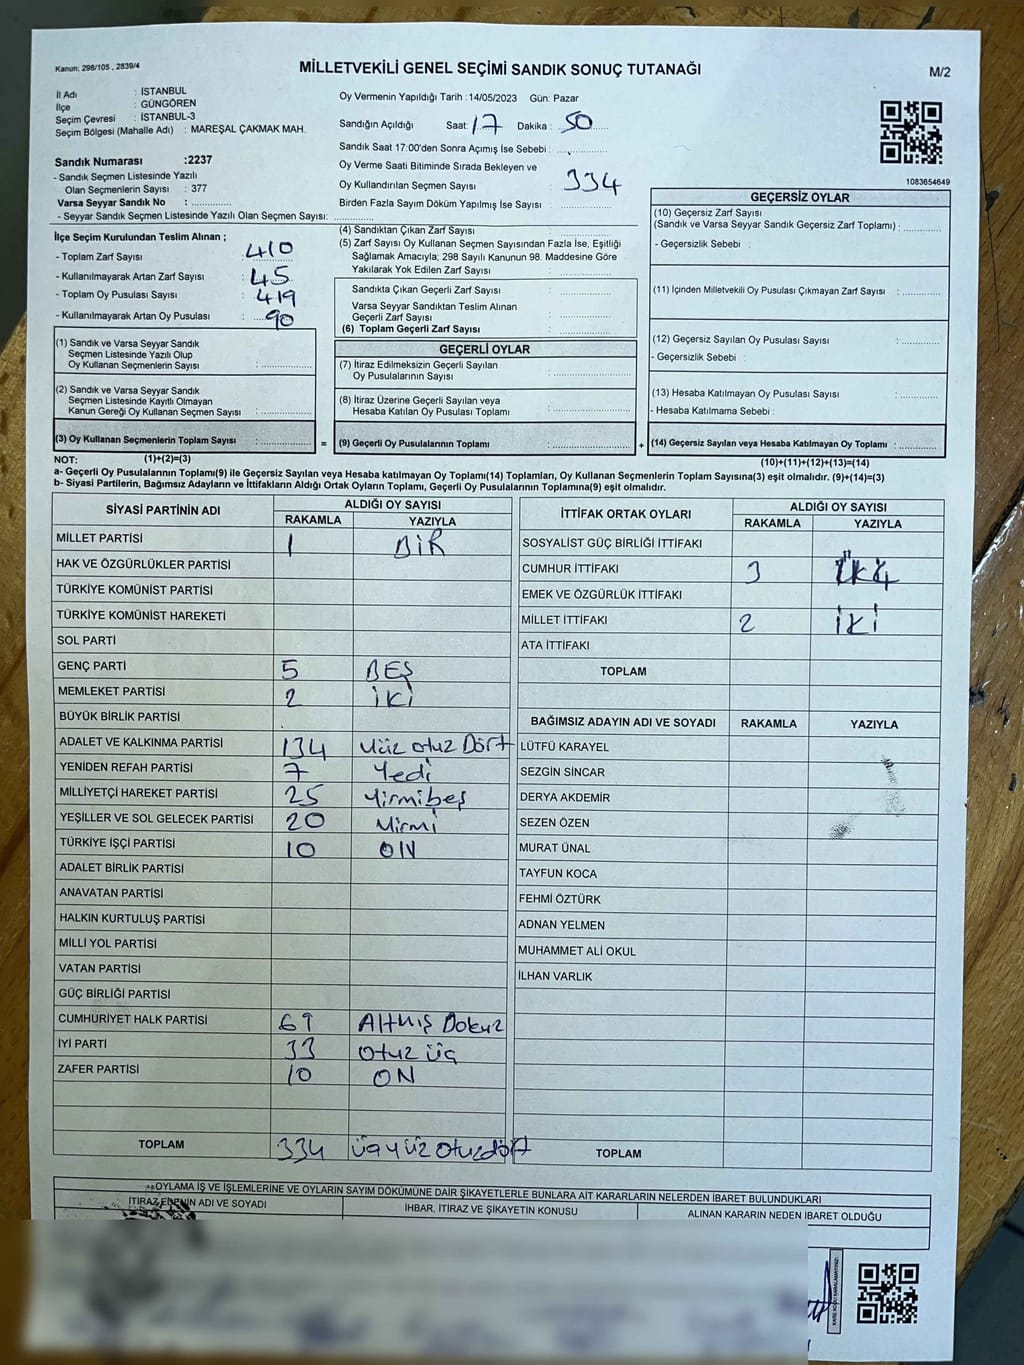 Kanun: 298/105 , 2839/4
MİLLETVEKİLİ GENEL SEÇİMİ SANDIK SONUÇ TUTANAĞI
M/2
İl Adı : İSTANBUL
İlçe : GÜNGÖREN
Seçim Çevresi : İSTANBUL-3
Seçim Bölgesi (Mahalle Adı) : MAREŞAL ÇAKMAK MAH.
Sandık Numarası :2237
- Sandık Seçmen Listesinde Yazılı
Olan Seçmenlerin Sayısı : 377
Varsa Seyyar Sandık No : ..............
- Seyyar Sandık Seçmen Listesinde Yazılı Olan Seçmen Sayısı: ..............
Oy Vermenin Yapıldığı Tarih :14/05/2023 Gün: Pazar
Sandığın Açıldığı Saat: 17 Dakika : 50
Sandık Saat 17:00'den Sonra Açımış İse Sebebi : ..............
Oy Verme Saati Bitiminde Sırada Bekleyen ve
Oy Kullandırılan Seçmen Sayısı : 334
Birden Fazla Sayım Döküm Yapılmış İse Sayısı : ..............
1083654649
İlçe Seçim Kurulundan Teslim Alınan ;
- Toplam Zarf Sayısı : 410
- Kullanılmayarak Artan Zarf Sayısı : 45
- Toplam Oy Pusulası Sayısı : 419
- Kullanılmayarak Artan Oy Pusulası : 90
(1) Sandık ve Varsa Seyyar Sandık
Seçmen Listesinde Yazılı Olup
Oy Kullanan Seçmenlerin Sayısı : ..............
(2) Sandık ve Varsa Seyyar Sandık
Seçmen Listesinde Kayıtlı Olmayan
Kanun Gereği Oy Kullanan Seçmen Sayısı : ..............
(3) Oy Kullanan Seçmenlerin Toplam Sayısı : .............. =
(1)+(2)=(3)
(4) Sandıktan Çıkan Zarf Sayısı : ..............
(5) Zarf Sayısı Oy Kullanan Seçmen Sayısından Fazla İse, Eşitliği
Sağlamak Amacıyla; 298 Sayılı Kanunun 98. Maddesine Göre
Yakılarak Yok Edilen Zarf Sayısı : ..............
Sandıkta Çıkan Geçerli Zarf Sayısı : ..............
Varsa Seyyar Sandıktan Teslim Alınan
Geçerli Zarf Sayısı : ..............
(6) Toplam Geçerli Zarf Sayısı : ..............
GEÇERLİ OYLAR
(7) İtiraz Edilmeksizin Geçerli Sayılan
Oy Pusulalarının Sayısı : ..............
(8) İtiraz Üzerine Geçerli Sayılan veya
Hesaba Katılan Oy Pusulası Toplamı : ..............
(9) Geçerli Oy Pusulalarının Toplamı : .............. +
GEÇERSİZ OYLAR
(10) Geçersiz Zarf Sayısı
(Sandık ve Varsa Seyyar Sandık Geçersiz Zarf Toplamı) : ..............
- Geçersizlik Sebebi :
(11) İçinden Milletvekili Oy Pusulası Çıkmayan Zarf Sayısı : ..............
(12) Geçersiz Sayılan Oy Pusulası Sayısı : ..............
- Geçersizlik Sebebi :
(13) Hesaba Katılmayan Oy Pusulası Sayısı : ..............
- Hesaba Katılmama Sebebi :
(14) Geçersiz Sayılan veya Hesaba Katılmayan Oy Toplamı : ..............
(10)+(11)+(12)+(13)=(14)
NOT:
a- Geçerli Oy Pusulalarının Toplamı(9) ile Geçersiz Sayılan veya Hesaba katılmayan Oy Toplamı(14) Toplamları, Oy Kullanan Seçmenlerin Toplam Sayısına(3) eşit olmalıdır. (9)+(14)=(3)
b- Siyasi Partilerin, Bağımsız Adayların ve İttifakların Aldığı Ortak Oyların Toplamı, Geçerli Oy Pusulalarının Toplamına(9) eşit olmalıdır.
SİYASİ PARTİNİN ADI ALDIĞI OY SAYISI
RAKAMLA YAZIYLA
MİLLET PARTİSİ 1 BİR
HAK VE ÖZGÜRLÜKLER PARTİSİ
TÜRKİYE KOMÜNİST PARTİSİ
TÜRKİYE KOMÜNİST HAREKETİ
SOL PARTİ
GENÇ PARTİ 5 BEŞ
MEMLEKET PARTİSİ 2 İKİ
BÜYÜK BİRLİK PARTİSİ
ADALET VE KALKINMA PARTİSİ 134 Yüz otuz Dört
YENİDEN REFAH PARTİSİ 7 Yedi
MİLLİYETÇİ HAREKET PARTİSİ 25 Yirmibeş
YEŞİLLER VE SOL GELECEK PARTİSİ 20 Yirmi
TÜRKİYE İŞÇİ PARTİSİ 10 ON
ADALET BİRLİK PARTİSİ
ANAVATAN PARTİSİ
HALKIN KURTULUŞ PARTİSİ
MİLLİ YOL PARTİSİ
VATAN PARTİSİ
GÜÇ BİRLİĞİ PARTİSİ
CUMHURİYET HALK PARTİSİ 69 Altmış Dokuz
İYİ PARTİ 33 otuz üç
ZAFER PARTİSİ 10 ON
TOPLAM 334 üçyüz otuzdört
İTTİFAK ORTAK OYLARI ALDIĞI OY SAYISI
RAKAMLA YAZIYLA
SOSYALİST GÜÇ BİRLİĞİ İTTİFAKI
CUMHUR İTTİFAKI 3
EMEK VE ÖZGÜRLÜK İTTİFAKI
MİLLET İTTİFAKI 2 İKİ
ATA İTTİFAKI
TOPLAM
BAĞIMSIZ ADAYIN ADI VE SOYADI RAKAMLA YAZIYLA
LÜTFÜ KARAYEL
SEZGİN SİNCAR
DERYA AKDEMİR
SEZEN ÖZEN
MURAT ÜNAL
TAYFUN KOCA
FEHMİ ÖZTÜRK
ADNAN YELMEN
MUHAMMET ALİ OKUL
İLHAN VARLIK
TOPLAM
OYLAMA İŞ VE İŞLEMLERİNE VE OYLARIN SAYIM DÖKÜMÜNE DAİR ŞİKAYETLERLE BUNLARA AİT KARARLARIN NELERDEN İBARET BULUNDUKLARI
İTİRAZ EDENİN ADI VE SOYADI İHBAR, İTİRAZ VE ŞİKAYETİN KONUSU ALINAN KARARIN NEDEN İBARET OLDUĞU